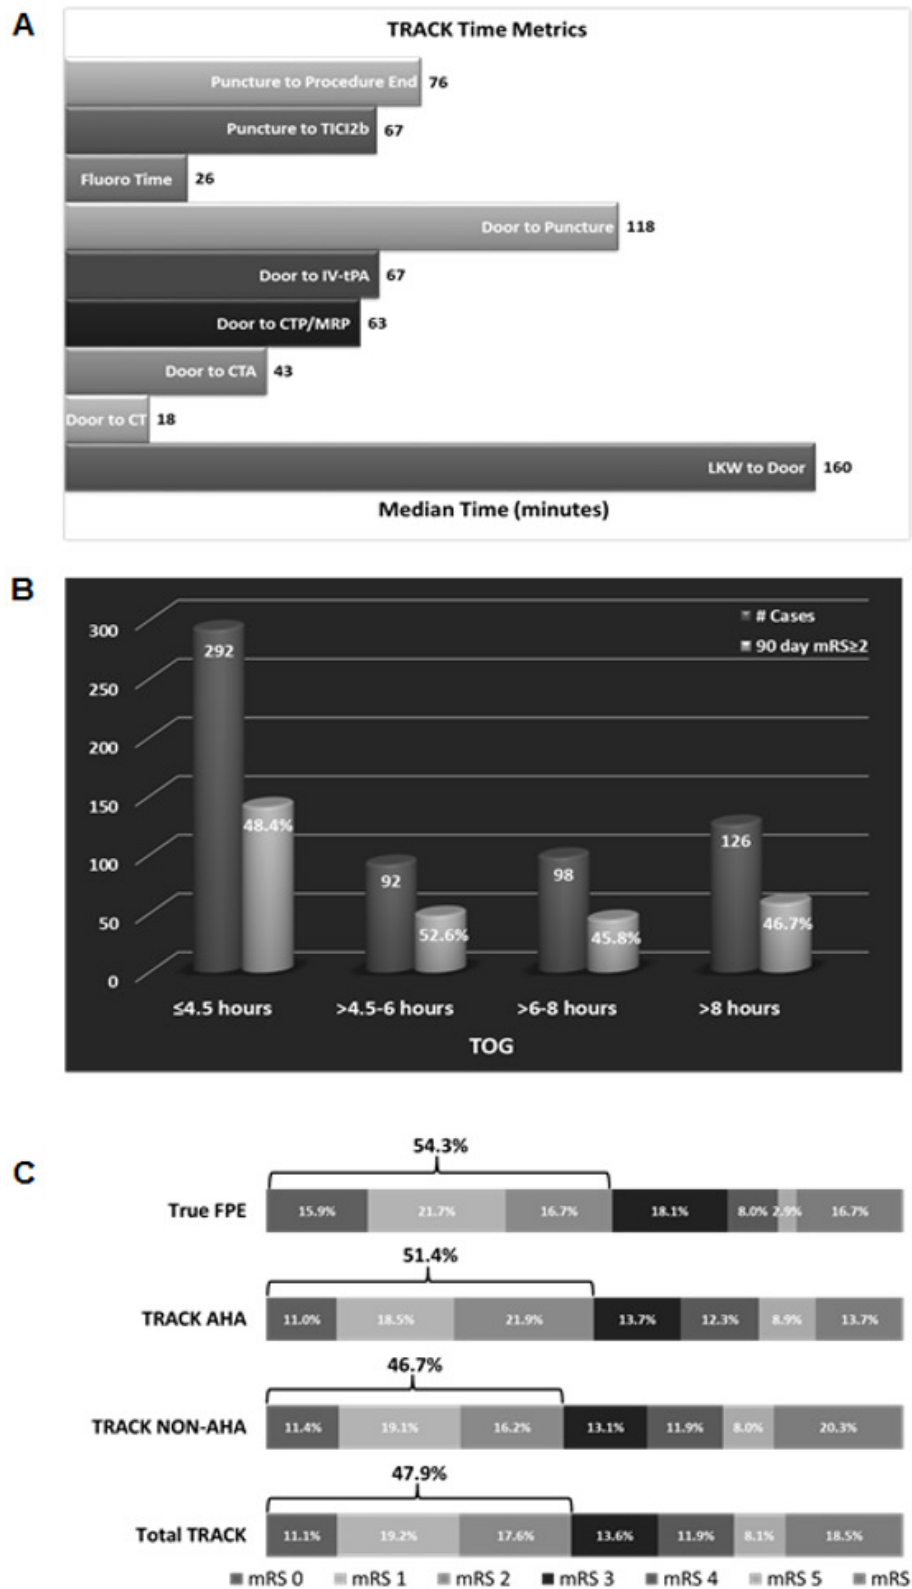 A
TRACK Time Metrics
Puncture to Procedure End 76
Puncture to TICI2b 67
Fluoro Time 26
Door to Puncture 118
Door to IV-tPA 67
Door to CTP/MRP 63
Door to CTA 43
Door to CT 18
LKW to Door 160
Median Time (minutes)
B
# Cases
90 day mRS≥2
300
250
200
150
100
50
0
292
48.4%
92
52.6%
98
45.8%
126
46.7%
≤4.5 hours >4.5-6 hours >6-8 hours >8 hours
TOG
C
54.3%
True FPE 15.9% 21.7% 16.7% 18.1% 8.0% 2.9% 16.7%
51.4%
TRACK AHA 11.0% 18.5% 21.9% 13.7% 12.3% 8.9% 13.7%
46.7%
TRACK NON-AHA 11.4% 19.1% 16.2% 13.1% 11.9% 8.0% 20.3%
47.9%
Total TRACK 11.1% 19.2% 17.6% 13.6% 11.9% 8.1% 18.5%
mRS 0 mRS 1 mRS 2 mRS 3 mRS 4 mRS 5 mRS